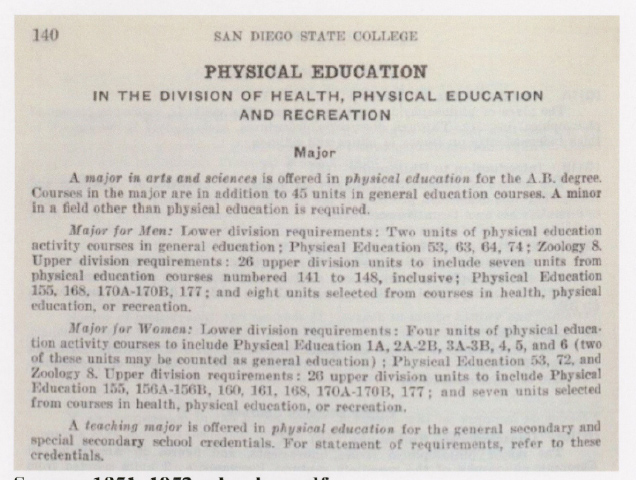 140
SAN DIEGO STATE COLLEGE
PHYSICAL EDUCATION
IN THE DIVISION OF HEALTH, PHYSICAL EDUCATION
AND RECREATION
Major
A major in arts and sciences is offered in physical education for the A.B. degree.
Courses in the major are in addition to 45 units in general education courses. A minor
in a field other than physical education is required.
Major for Men: Lower division requirements: Two units of physical education
activity courses in general education; Physical Education 53, 63, 64, 74; Zoology 8.
Upper division requirements: 26 upper division units to include seven units from
physical education courses numbered 141 to 148, inclusive; Physical Education
155, 168, 170A-170B, 177; and eight units selected from courses in health, physical
education, or recreation.
Major for Women: Lower division requirements: Four units of physical educa-
tion activity courses to include Physical Education 1A, 2A-2B, 3A-3B, 4, 5, and 6 (two
of these units may be counted as general education) ; Physical Education 53, 72, and
Zoology 8. Upper division requirements: 26 upper division units to include Physical
Education 155, 156A-156B, 160, 161, 168, 170A-170B, 177; and seven units selected
from courses in health, physical education, or recreation.
A teaching major is offered in physical education for the general secondary and
special secondary school credentials. For statement of requirements, refer to these
credentials.